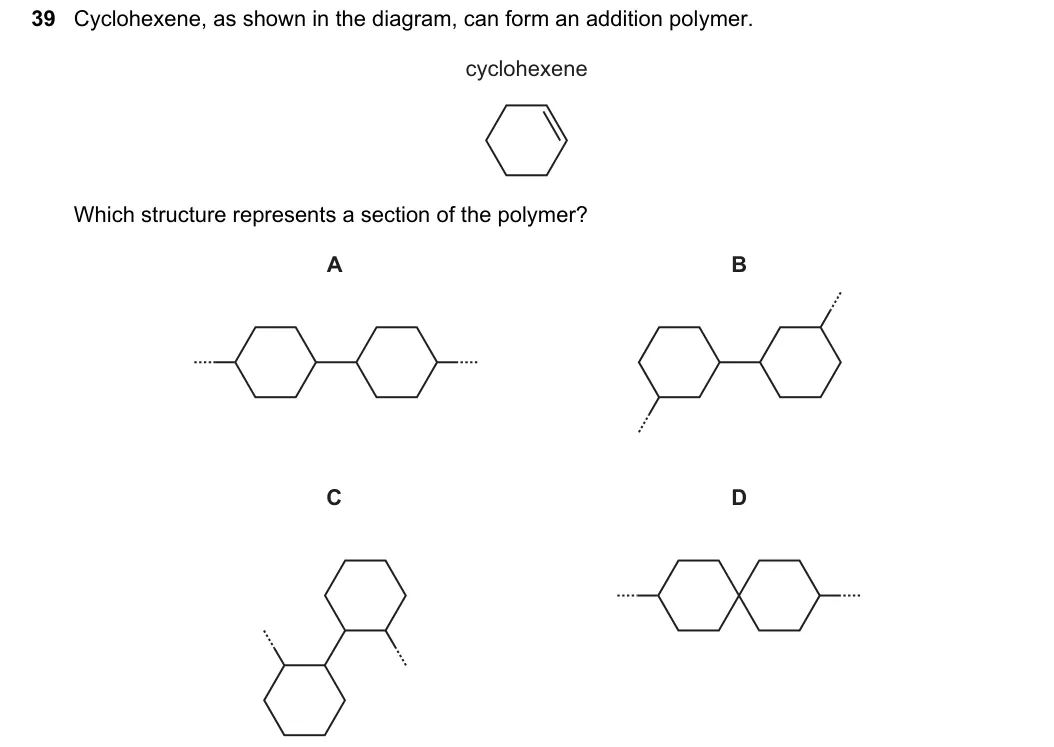 39 Cyclohexene, as shown in the diagram, can form an addition polymer.
cyclohexene
Which structure represents a section of the polymer?
A
B
C
D